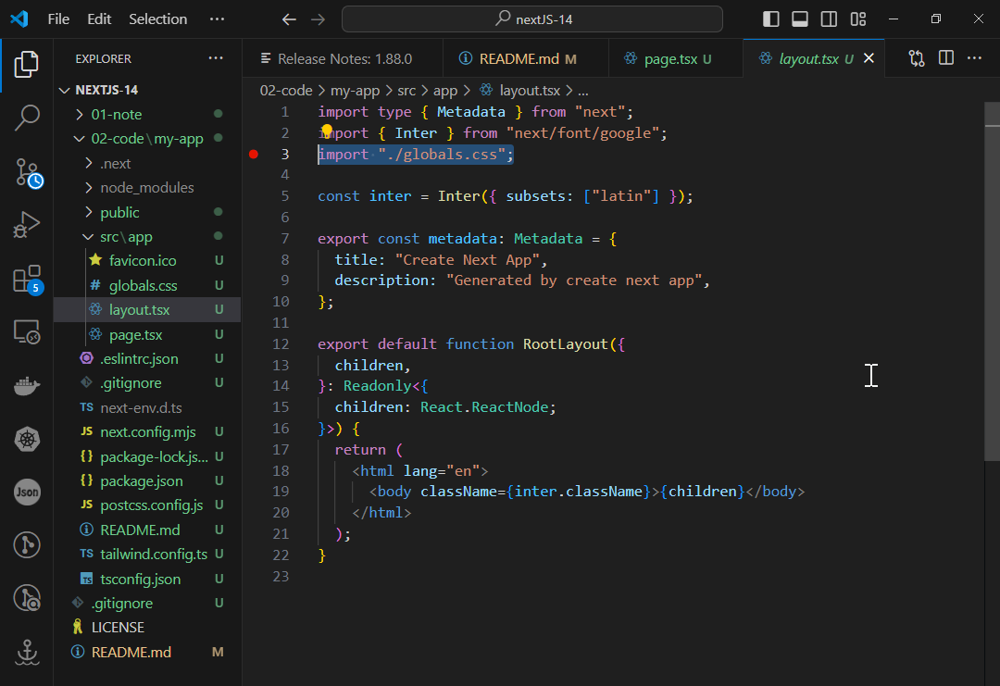 File Edit Selection ···
nextJS-14
EXPLORER ···
Release Notes: 1.88.0
README.md M
page.tsx U
layout.tsx U
···
NEXTJS-14
01-note
02-code\my-app
.next
node_modules
public
src\app
favicon.ico U
globals.css U
layout.tsx U
page.tsx U
.eslintrc.json U
.gitignore U
TS next-env.d.ts
JS next.config.mjs U
{} package-lock.js... U
{} package.json U
JS postcss.config.js U
README.md U
TS tailwind.config.ts U
TS tsconfig.json U
.gitignore U
LICENSE
README.md M
5
Json
02-code > my-app > src > app > layout.tsx > ...
1 import type { Metadata } from "next";
2 import { Inter } from "next/font/google";
3 import "./globals.css";
4
5 const inter = Inter({ subsets: ["latin"] });
6
7 export const metadata: Metadata = {
8 title: "Create Next App",
9 description: "Generated by create next app",
10 };
11
12 export default function RootLayout({
13 children,
14 }: Readonly<{
15 children: React.ReactNode;
16 }>) {
17 return (
18 <html lang="en">
19 <body className={inter.className}>{children}</body>
20 </html>
21 );
22 }
23